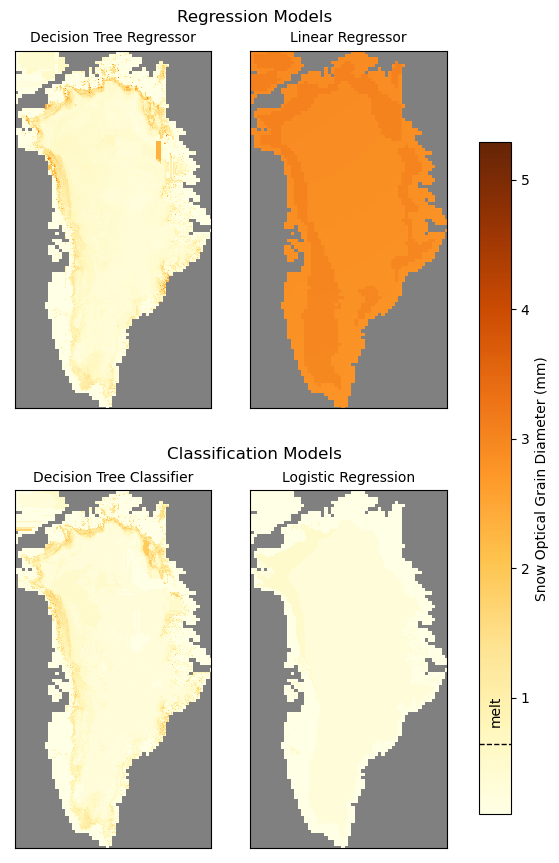 Regression Models
Decision Tree Regressor
Linear Regressor
Classification Models
Decision Tree Classifier
Logistic Regression
5
4
3
2
1
melt
Snow Optical Grain Diameter (mm)